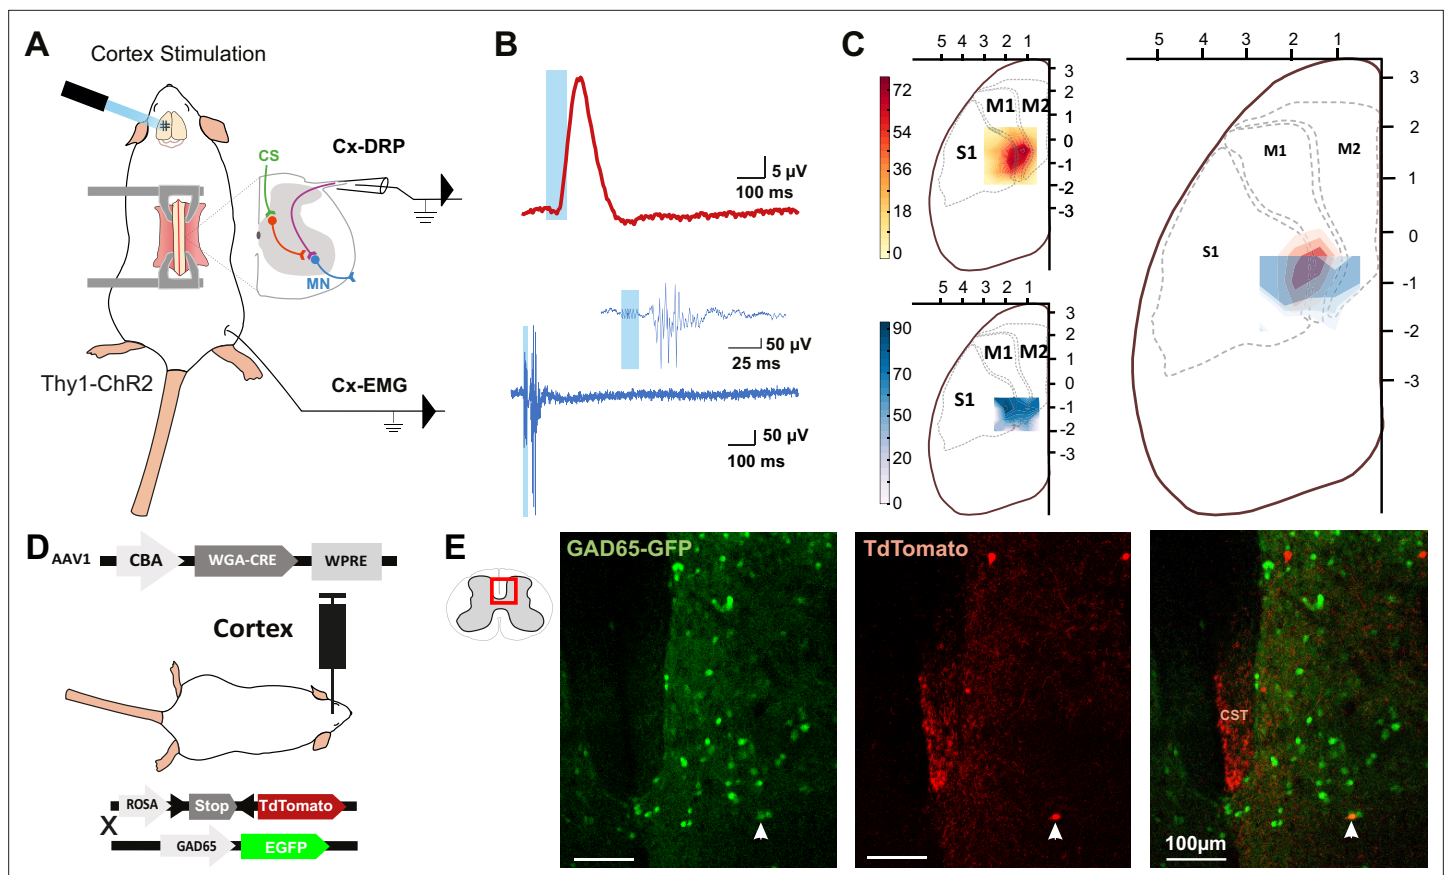 A
Cortex Stimulation
CS
Cx-DRP
MN
Thy1-ChR2
Cx-EMG
B
5 µV
100 ms
50 µV
25 ms
50 µV
100 ms
C
5 4 3 2 1
72
54
36
18
0
M1 M2
S1
3
2
1
0
-1
-2
-3
5 4 3 2 1
90
70
50
20
0
M1 M2
S1
3
2
1
0
-1
-2
-3
5 4 3 2 1
M1
M2
S1
3
2
1
0
-1
-2
-3
D
AAV1 CBA WGA-CRE WPRE
Cortex
ROSA Stop TdTomato
X
GAD65 EGFP
E
GAD65-GFP
TdTomato
CST
100µm